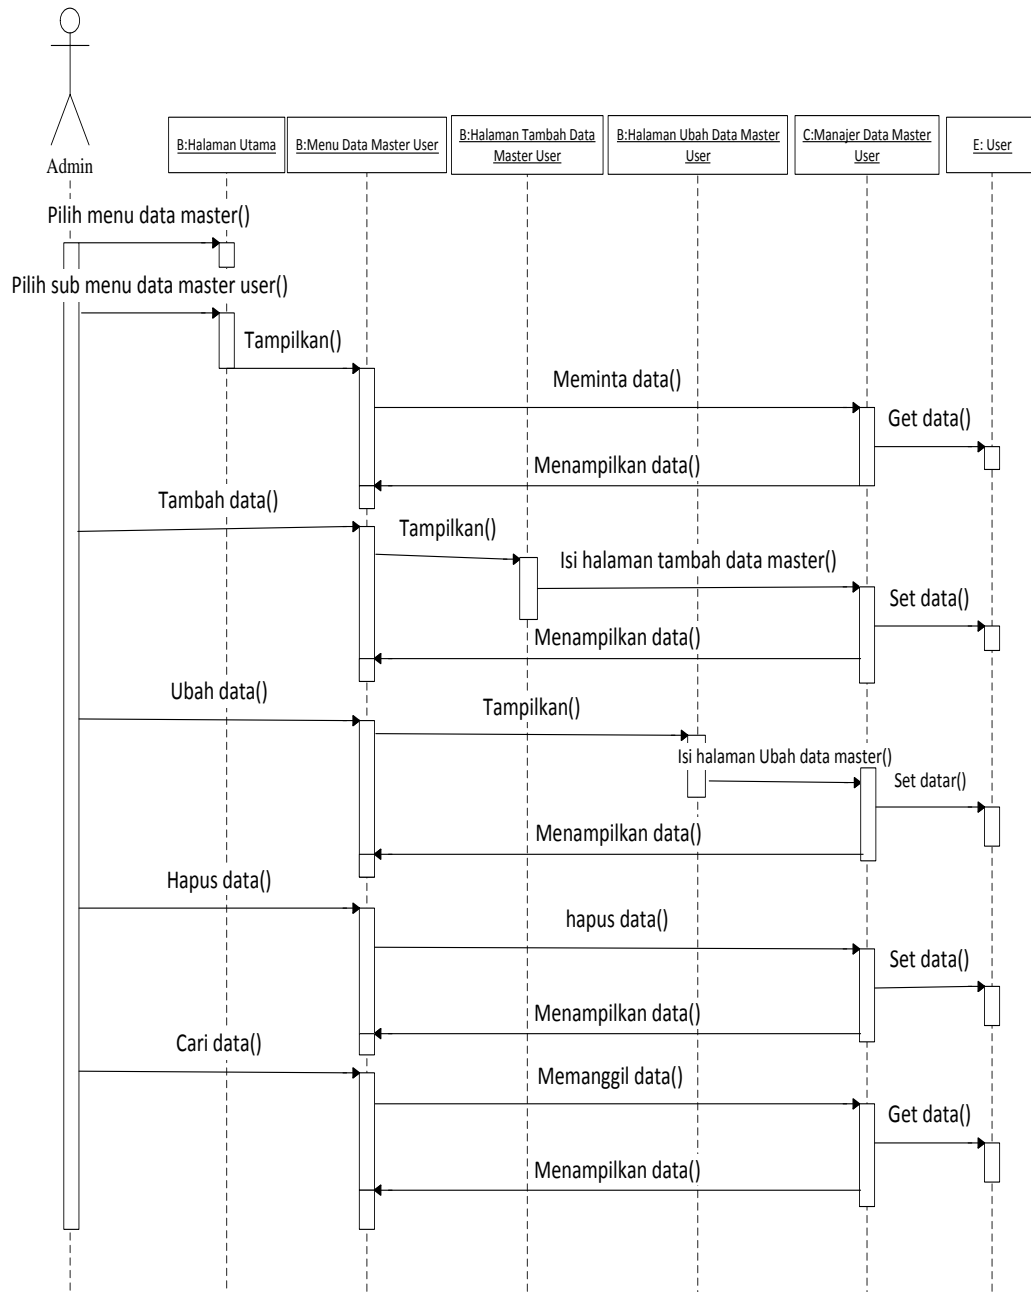 Admin
B:Halaman Utama
B:Menu Data Master User
B:Halaman Tambah Data
Master User
B:Halaman Ubah Data Master
User
C:Manajer Data Master
User
E: User
Pilih menu data master()
Pilih sub menu data master user()
Tampilkan()
Meminta data()
Get data()
Menampilkan data()
Tambah data()
Tampilkan()
Isi halaman tambah data master()
Set data()
Menampilkan data()
Ubah data()
Tampilkan()
Isi halaman Ubah data master()
Set datar()
Menampilkan data()
Hapus data()
hapus data()
Set data()
Menampilkan data()
Cari data()
Memanggil data()
Get data()
Menampilkan data()